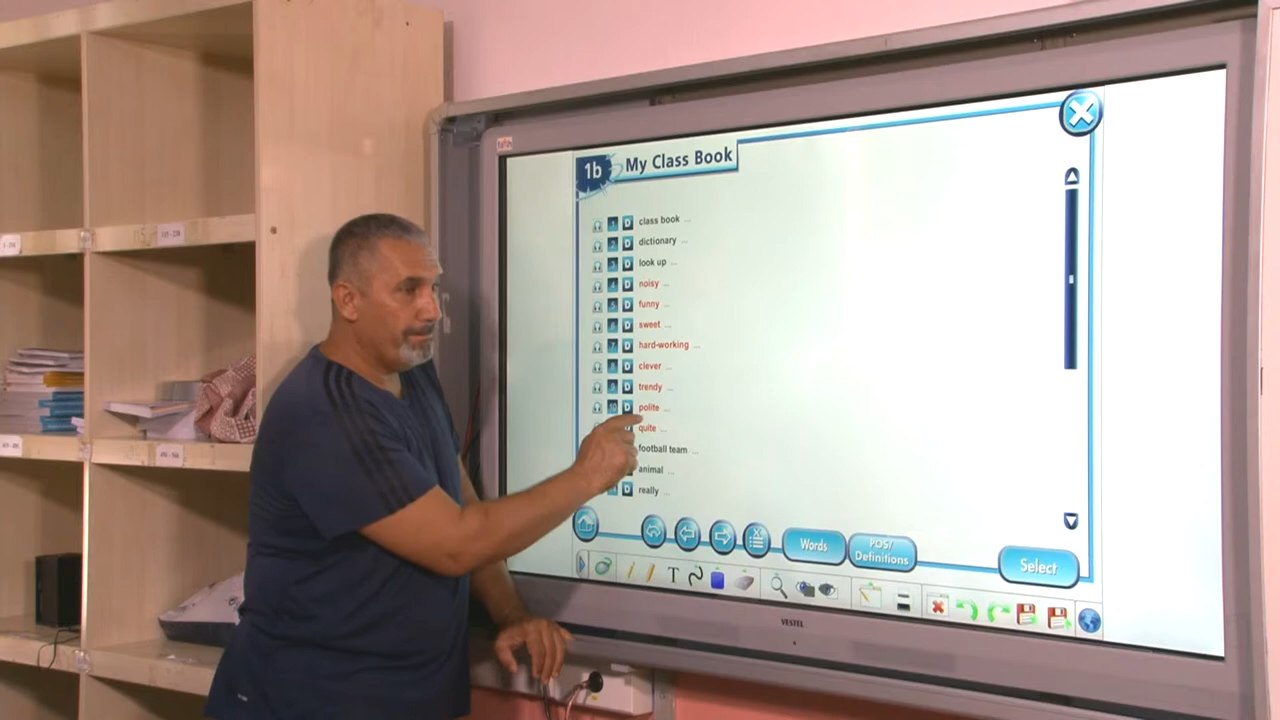 1b My Class Book
1 D class book ...
2 D dictionary ...
3 D look up ...
4 D noisy ...
5 D funny ...
6 D sweet ...
7 D hard-working ...
8 D clever ...
9 D trendy ...
10 D polite ...
quite ...
football team ...
animal ...
D really ...
Words
POS/
Definitions
Select
T
VESTEL